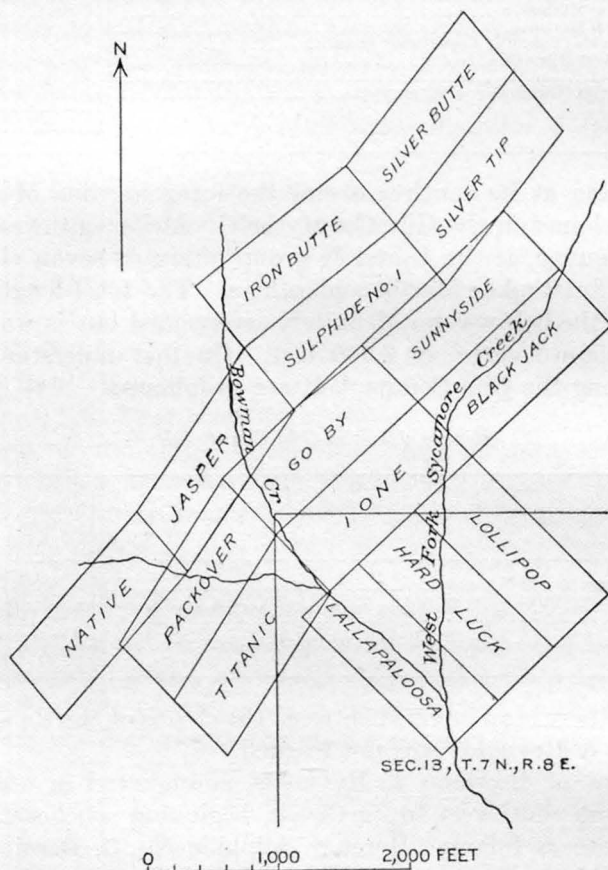 N
SILVER BUTTE
SILVER TIP
IRON BUTTE
SULPHIDE No. 1
SUNNYSIDE
BLACK JACK
West Fork Sycamore Creek
Bowman Cr
GO BY
JASPER
IONE
LOLLIPOP
HARD LUCK
NATIVE
PACKOVER
TITANIC
LALLAPALOOSA
SEC. 13, T. 7 N., R. 8 E.
0 1,000 2,000 FEET